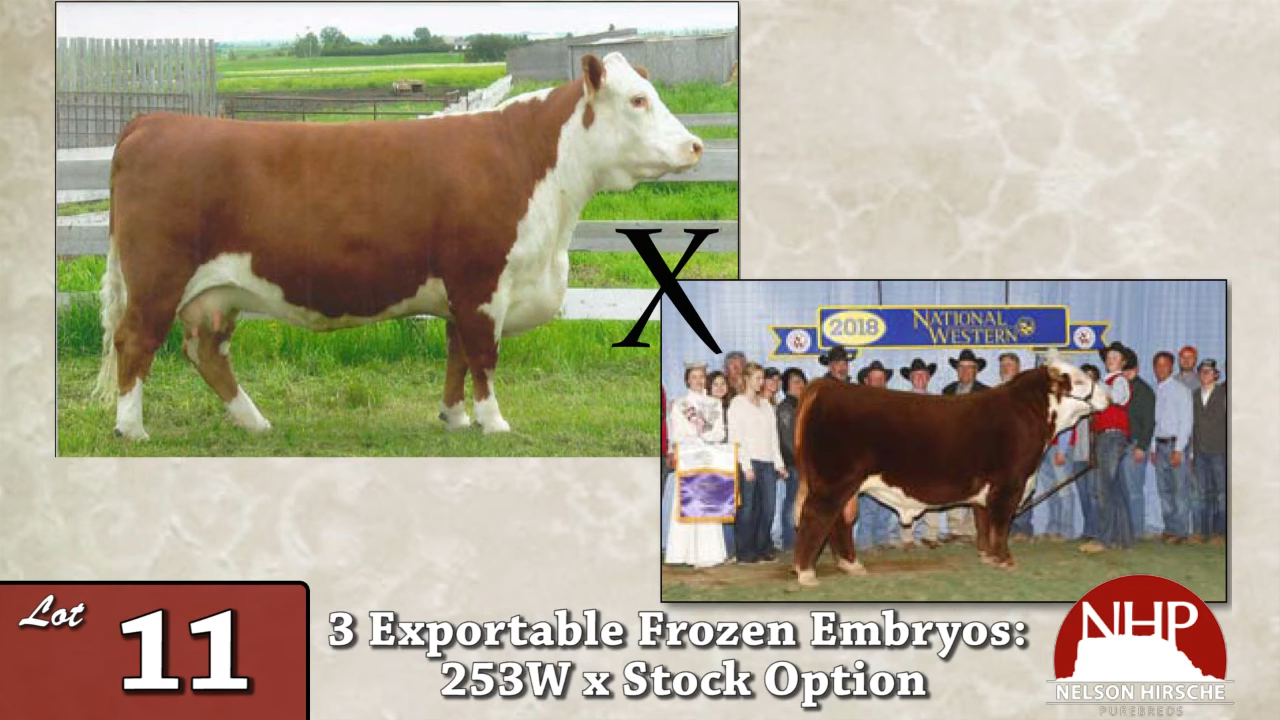 X
2018
NATIONAL
WESTERN
Lot 11
3 Exportable Frozen Embryos:
253W x Stock Option
NHP
NELSON HIRSCHE
PUREBREDS